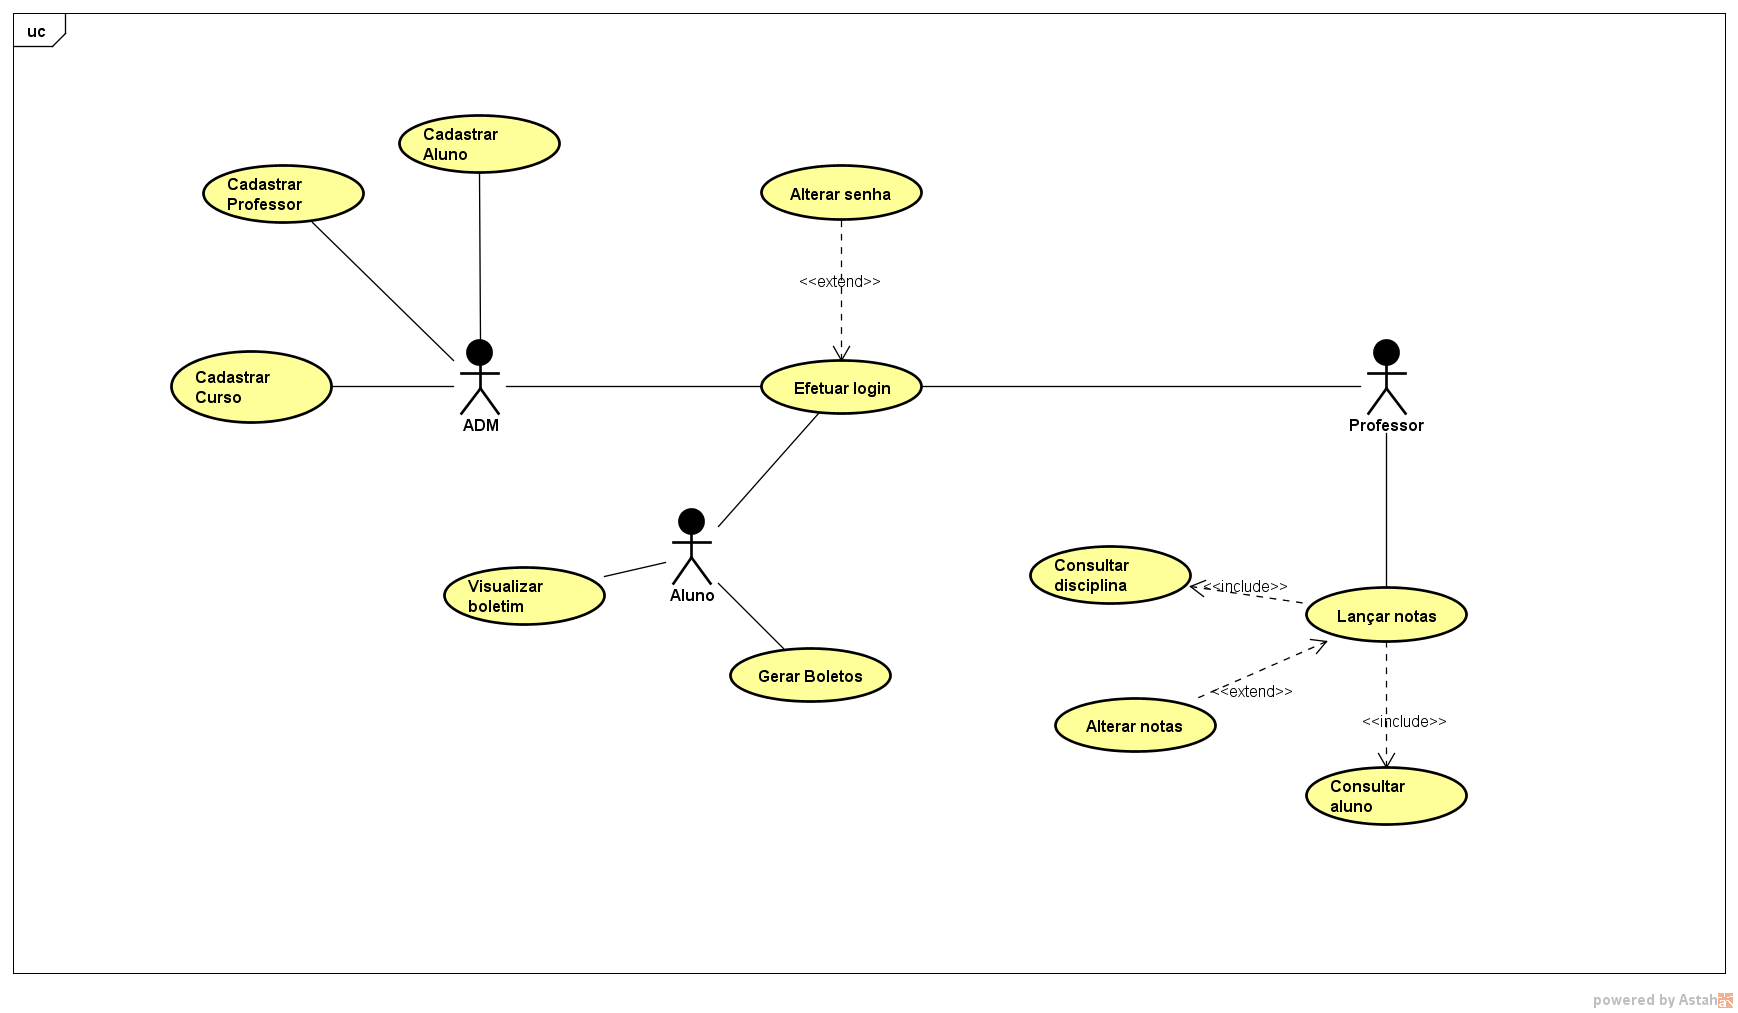 uc
Cadastrar
Aluno
Cadastrar
Professor
Alterar senha
<<extend>>
Cadastrar
Curso
ADM
Efetuar login
Professor
Aluno
Visualizar
boletim
Gerar Boletos
Consultar
disciplina
<<include>>
Lançar notas
<<extend>>
Alterar notas
<<include>>
Consultar
aluno
powered by Astah